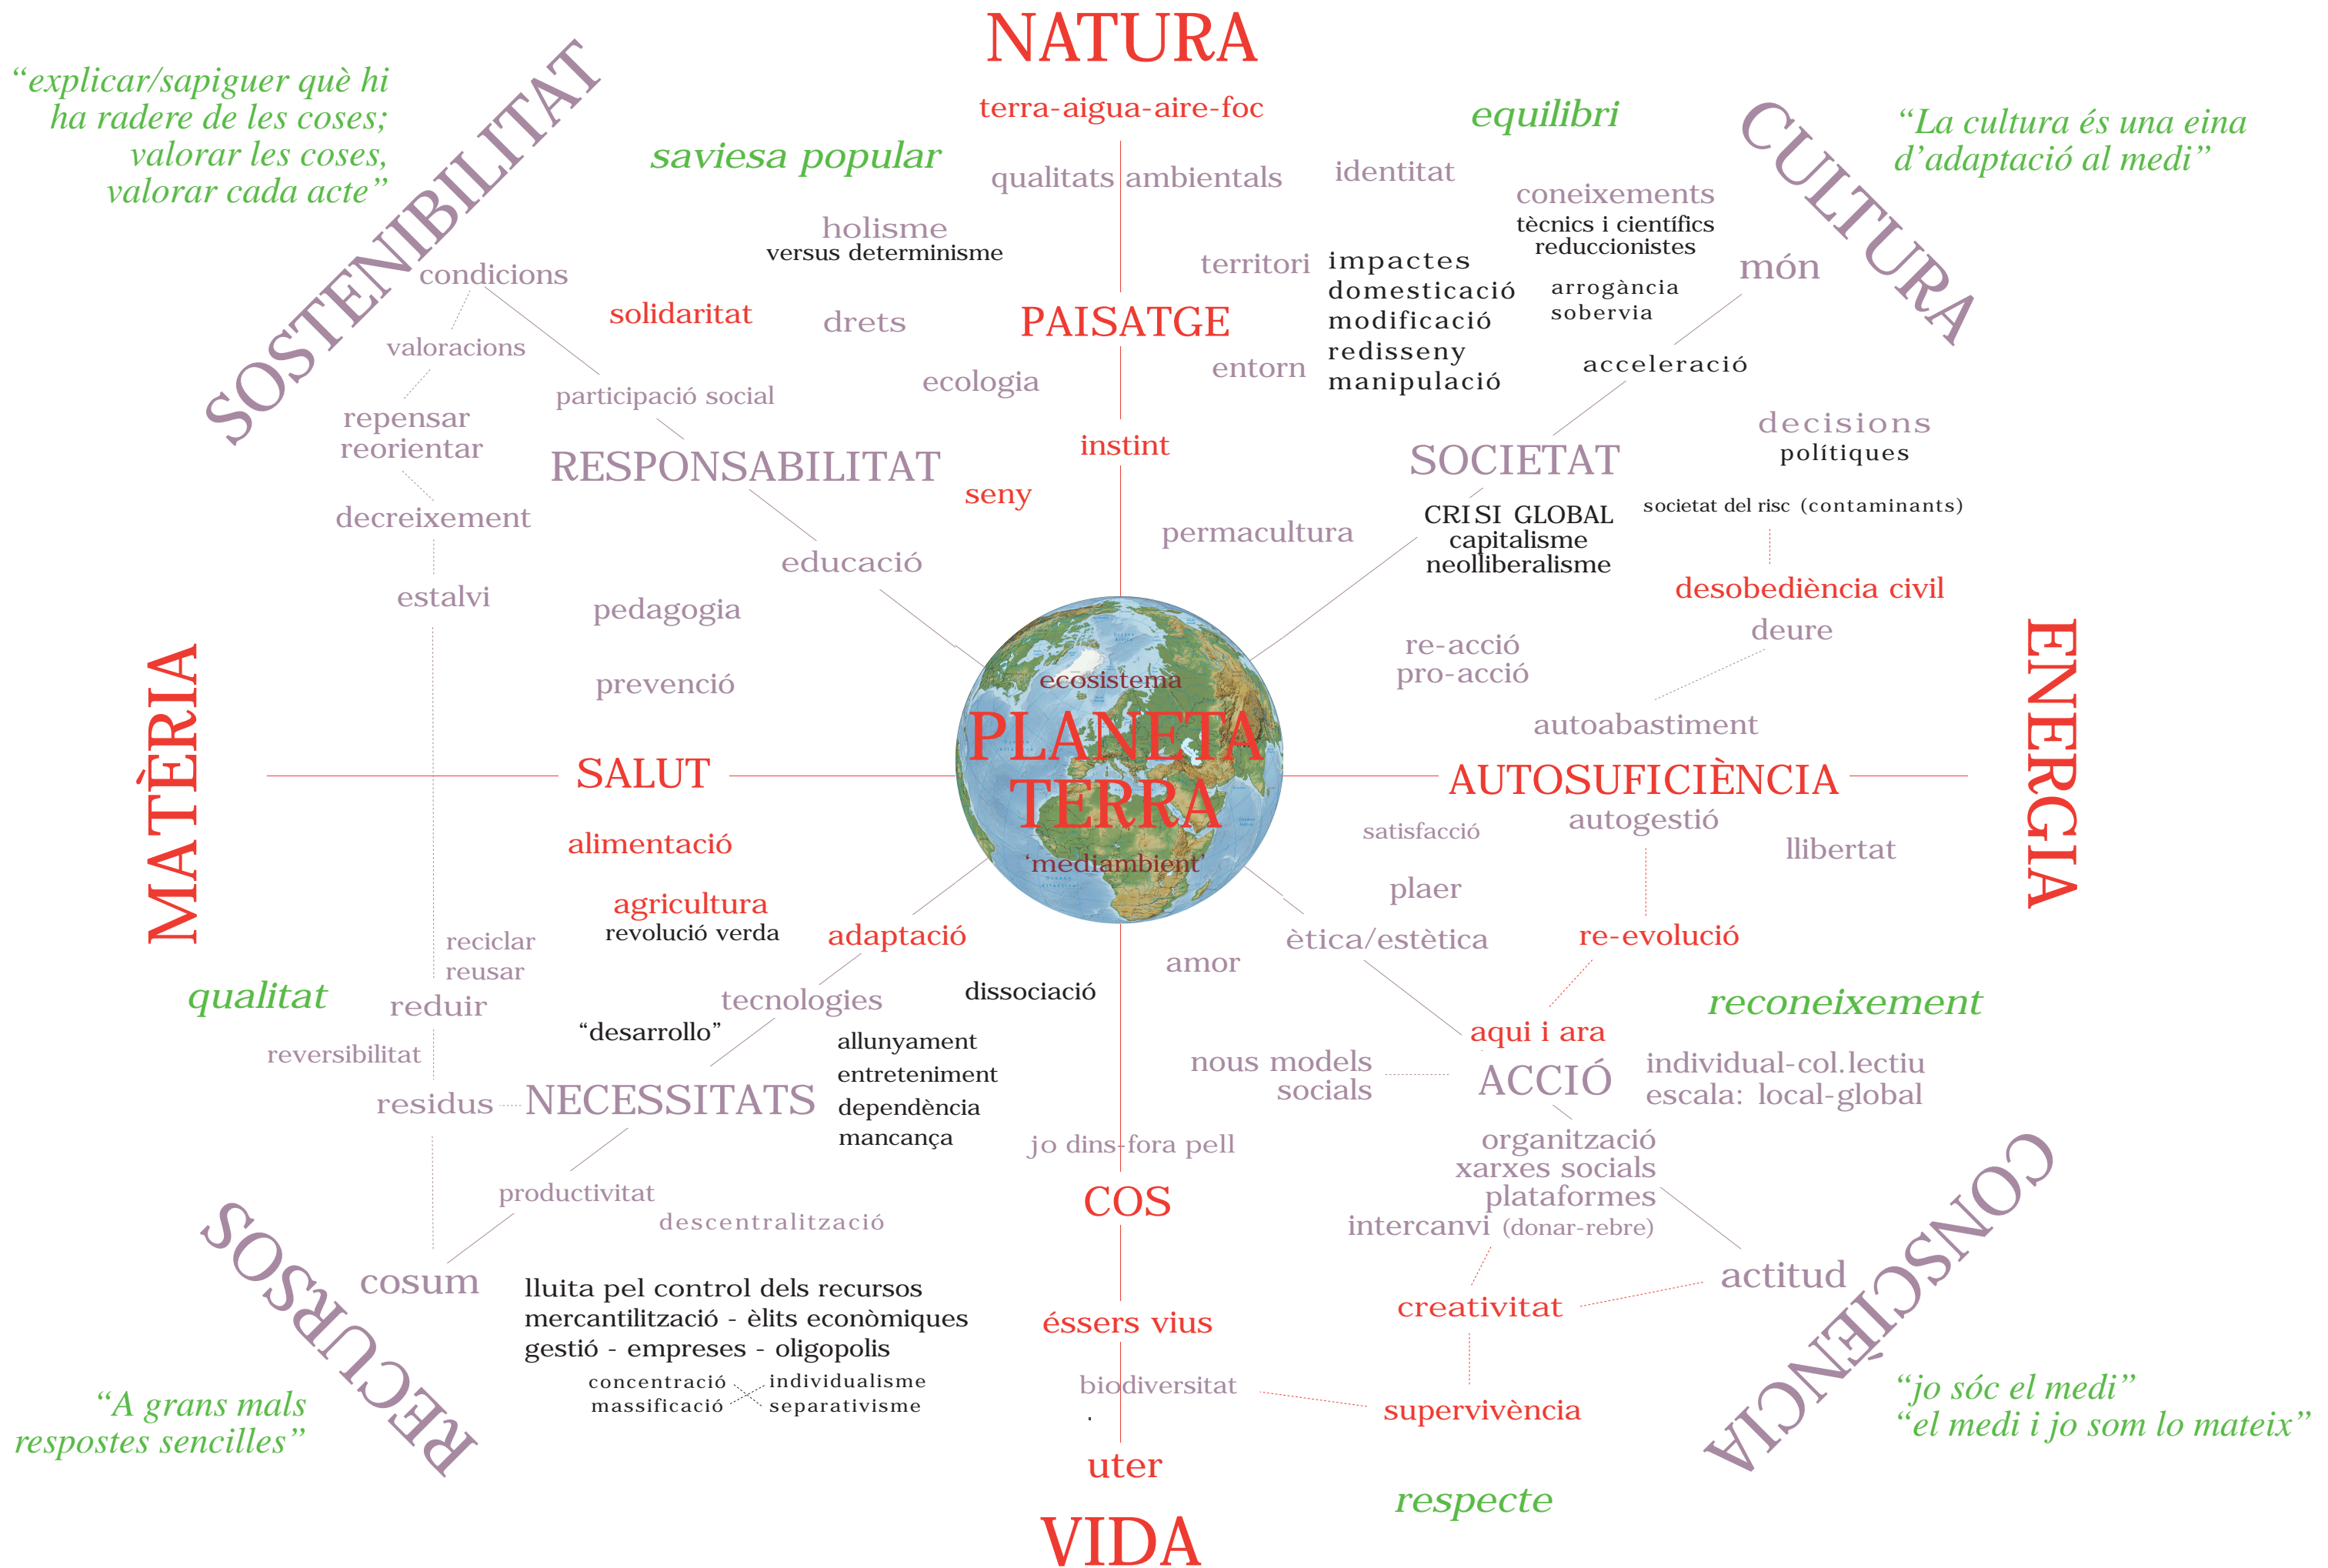 NATURA
terra-aigua-aire-foc
“explicar/sapiguer què hi
ha radere de les coses;
valorar les coses,
valorar cada acte”
SOSTENIBILITAT
saviesa popular
equilibri
CULTURA
“La cultura és una eina
d’adaptació al medi”
qualitats ambientals
identitat
coneixements
tècnics i científics
reduccionistes
holisme
versus determinisme
territori
impactes
domesticació
modificació
redisseny
manipulació
arrogància
sobervia
món
condicions
solidaritat
drets
PAISATGE
valoracions
acceleració
ecologia
entorn
participació social
repensar
reorientar
decisions
polítiques
instint
RESPONSABILITAT
SOCIETAT
seny
decreixement
CRISI GLOBAL
capitalisme
neolliberalisme
societat del risc (contaminants)
permacultura
educació
estalvi
pedagogia
desobediència civil
deure
re-acció
pro-acció
prevenció
ecosistema
PLANETA
TERRA
‘mediambient’
autoabastiment
MATÈRIA
SALUT
AUTOSUFICIÈNCIA
ENERGIA
autogestió
satisfacció
llibertat
alimentació
plaer
agricultura
revolució verda
adaptació
ètica/estètica
re-evolució
reciclar
reusar
amor
qualitat
reduir
tecnologies
dissociació
reconeixement
“desarrollo”
aqui i ara
allunyament
entreteniment
dependència
mancança
reversibilitat
nous models
socials
ACCIÓ
individual-col.lectiu
escala: local-global
residus
NECESSITATS
jo dins-fora pell
organització
xarxes socials
plataformes
intercanvi (donar-rebre)
productivitat
descentralització
COS
CONSCIÈNCIA
RECURSOS
cosum
actitud
lluita pel control dels recursos
mercantilització - èlits econòmiques
gestió - empreses - oligopolis
concentració individualisme
massificació separativisme
éssers vius
creativitat
biodiversitat
supervivència
“A grans mals
respostes sencilles”
“jo sóc el medi”
“el medi i jo som lo mateix”
uter
respecte
VIDA